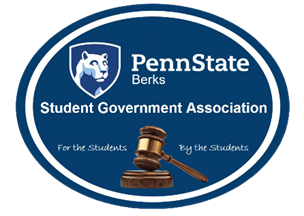 PennState
Berks
Student Government Association
For the Students By the Students